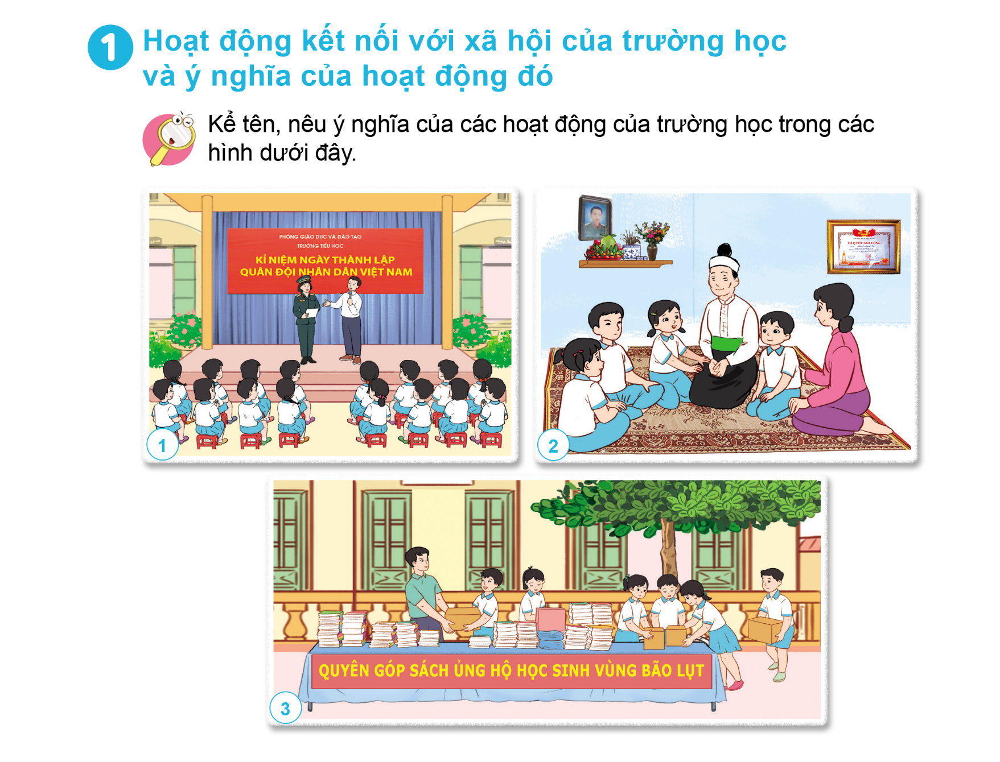 1
Hoạt động kết nối với xã hội của trường học
và ý nghĩa của hoạt động đó
Kể tên, nêu ý nghĩa của các hoạt động của trường học trong các
hình dưới đây.
PHÒNG GIÁO DỤC VÀ ĐÀO TẠO
TRƯỜNG TIỂU HỌC
KỈ NIỆM NGÀY THÀNH LẬP
QUÂN ĐỘI NHÂN DÂN VIỆT NAM
1
TỔ QUỐC GHI CÔNG
2
QUYÊN GÓP SÁCH ỦNG HỘ HỌC SINH VÙNG BÃO LỤT
3